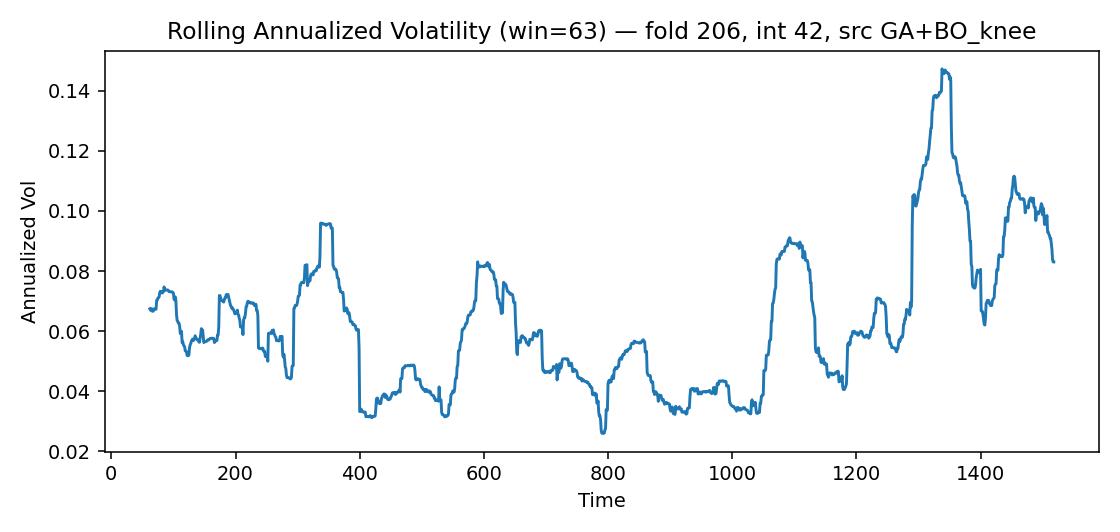 Rolling Annualized Volatility (win=63) — fold 206, int 42, src GA+BO_knee
Annualized Vol
0.14
0.12
0.10
0.08
0.06
0.04
0.02
0 200 400 600 800 1000 1200 1400
Time